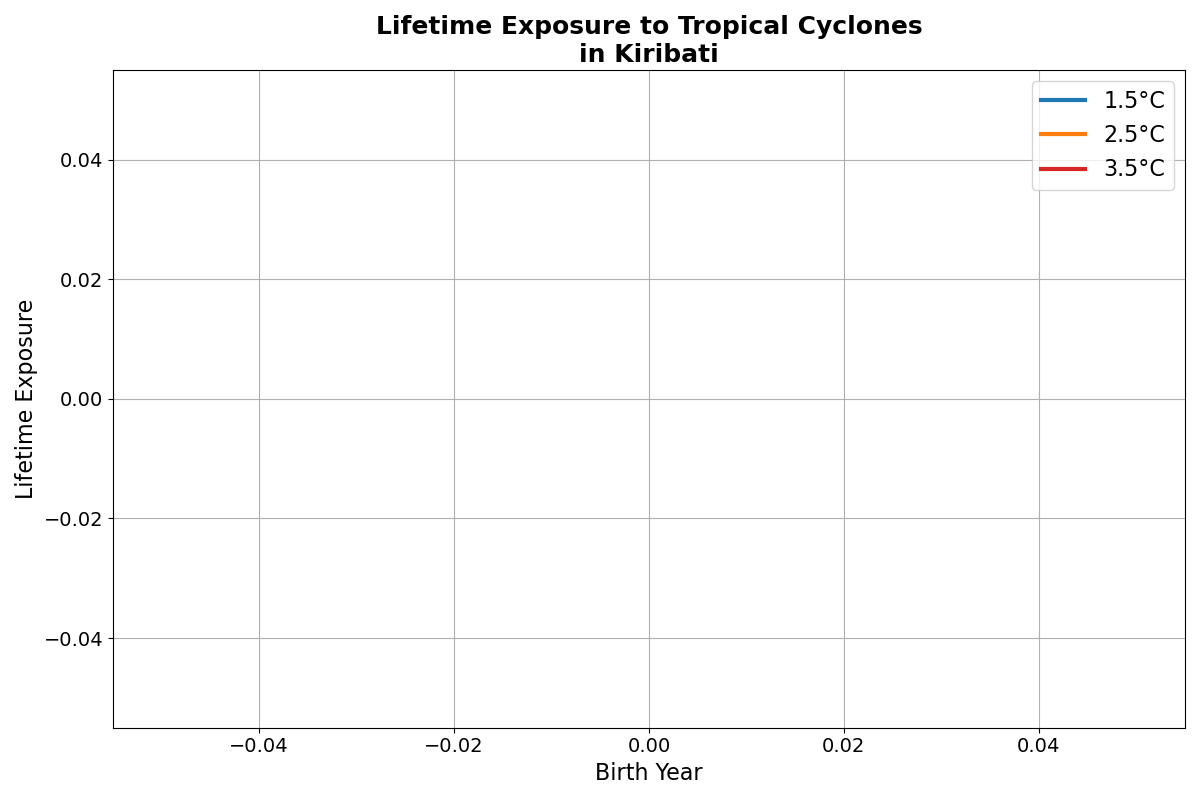 Lifetime Exposure to Tropical Cyclones
in Kiribati
1.5°C
2.5°C
3.5°C
Lifetime Exposure
0.04
0.02
0.00
−0.02
−0.04
−0.04
−0.02
0.00
0.02
0.04
Birth Year